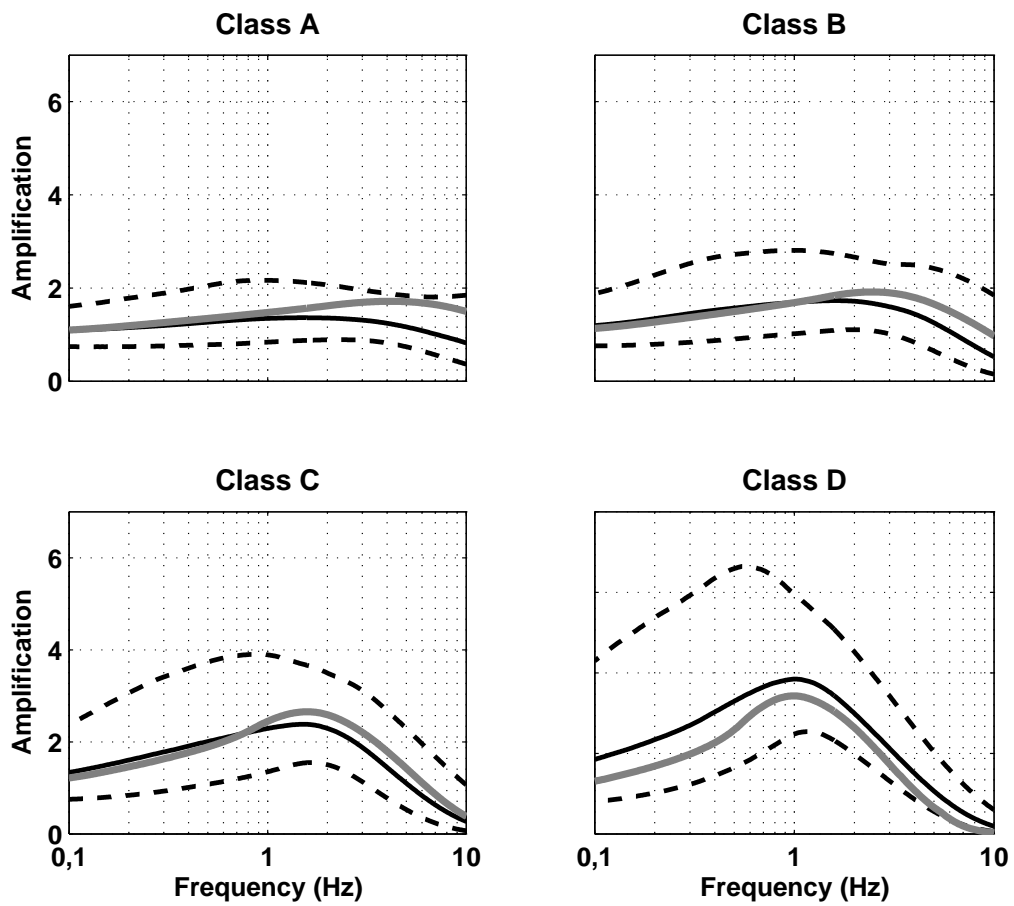 Class A
Class B
6
4
2
0
Amplification
Class C
Class D
6
4
2
0
Amplification
0,1
1
10
0,1
1
10
Frequency (Hz)
Frequency (Hz)